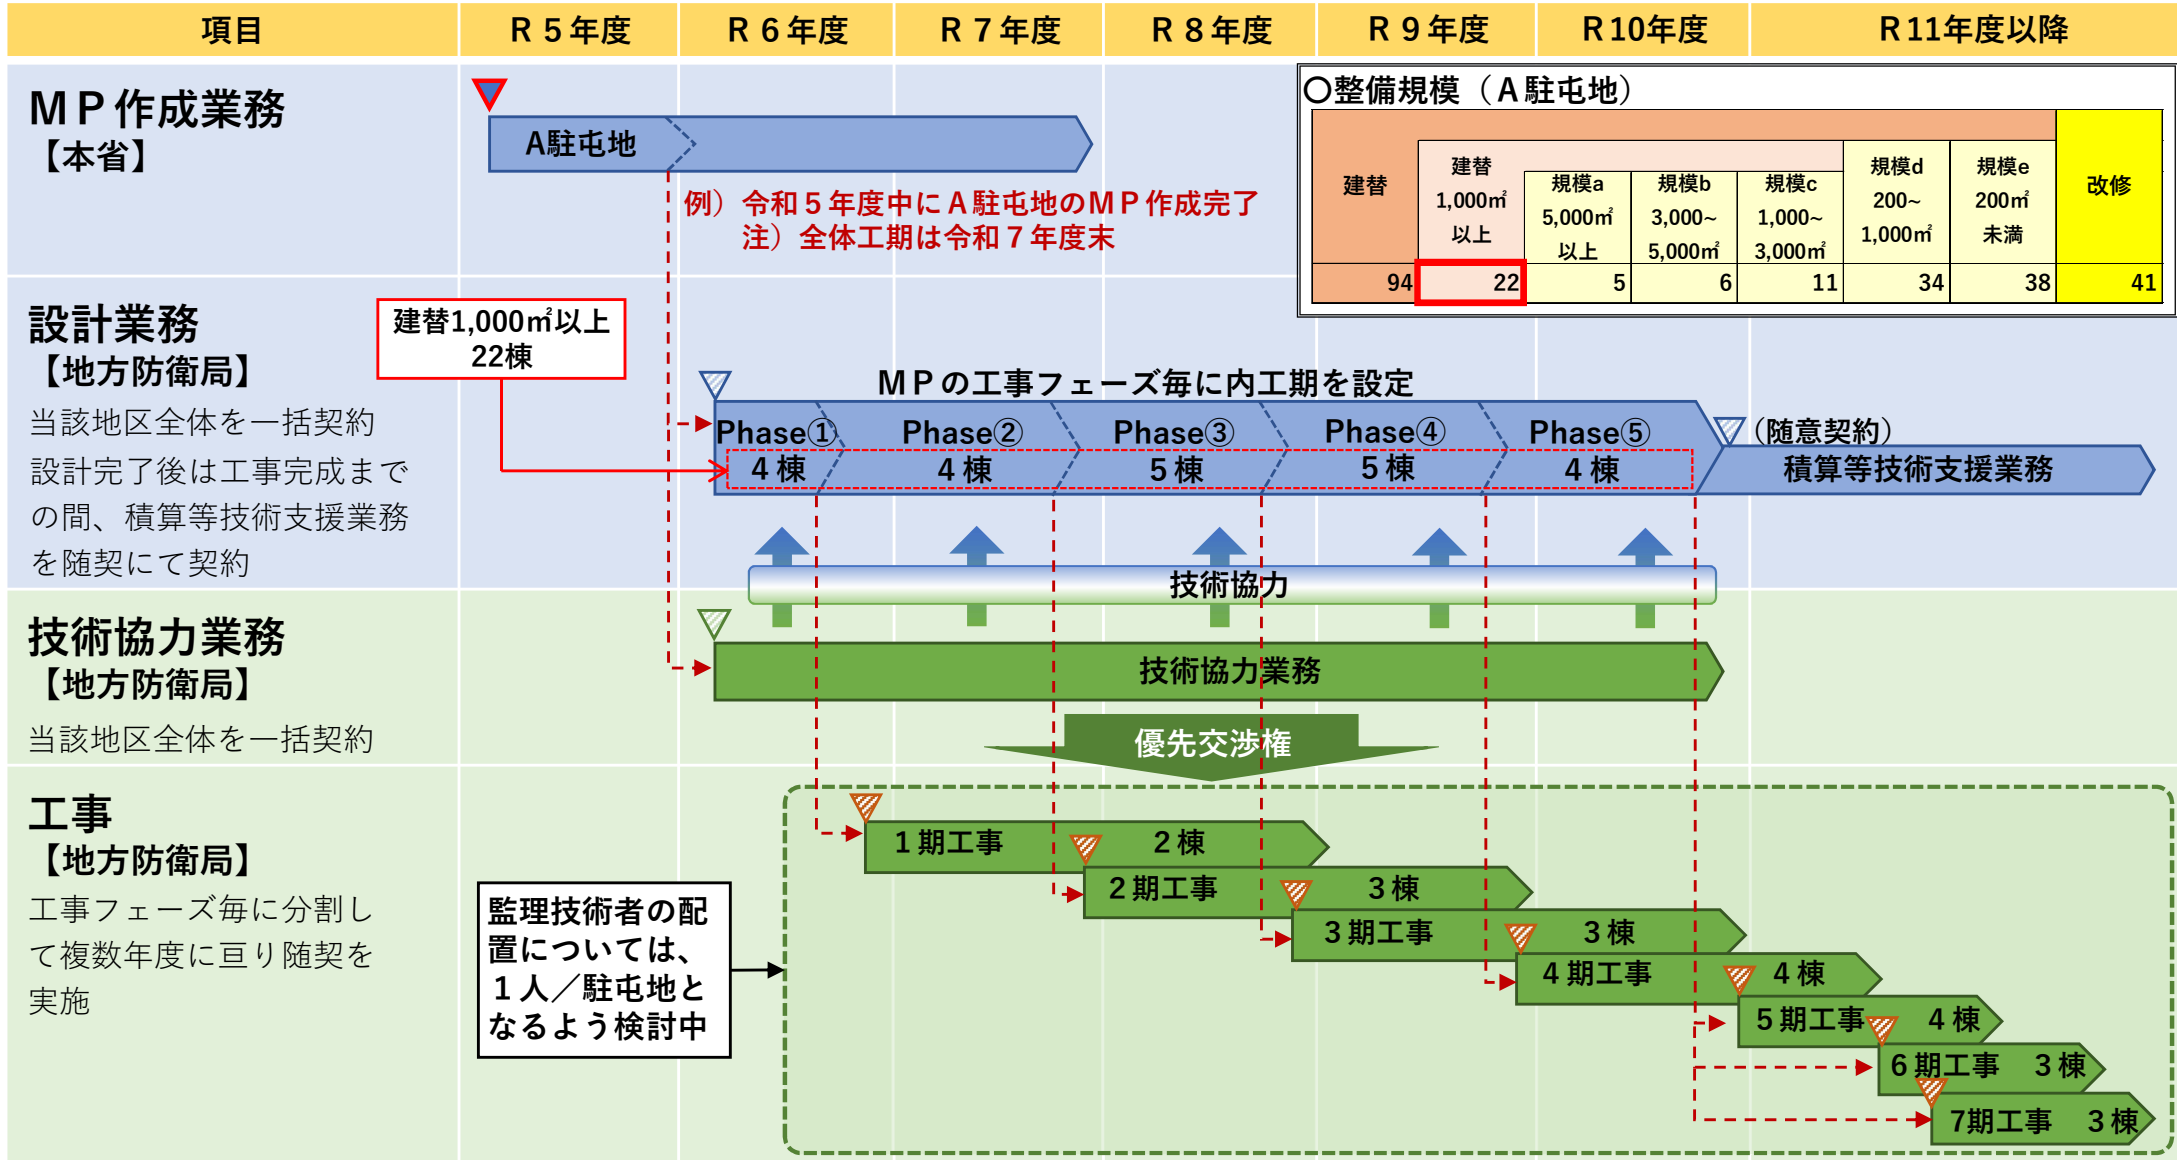 項目
R５年度
R６年度
R７年度
R８年度
R９年度
R10年度
R11年度以降
ＭＰ作成業務
【本省】
A駐屯地
例）令和５年度中にＡ駐屯地のＭＰ作成完了
注）全体工期は令和７年度末
〇整備規模（Ａ駐屯地）
建替
建替
1,000㎡
以上
規模a
5,000㎡
以上
規模b
3,000~
5,000㎡
規模c
1,000~
3,000㎡
規模d
200~
1,000㎡
規模e
200㎡
未満
改修
94
22
5
6
11
34
38
41
設計業務
【地方防衛局】
当該地区全体を一括契約
設計完了後は工事完成まで
の間、積算等技術支援業務
を随契にて契約
建替1,000㎡以上
22棟
ＭＰの工事フェーズ毎に内工期を設定
Phase①
Phase②
Phase③
Phase④
Phase⑤
４棟
４棟
５棟
５棟
４棟
(随意契約)
積算等技術支援業務
技術協力
技術協力業務
【地方防衛局】
当該地区全体を一括契約
技術協力業務
優先交渉権
工事
【地方防衛局】
工事フェーズ毎に分割し
て複数年度に亘り随契を
実施
監理技術者の配
置については、
１人／駐屯地と
なるよう検討中
１期工事
２棟
２期工事
３棟
３期工事
３棟
４期工事
４棟
５期工事
４棟
６期工事
３棟
7期工事
３棟